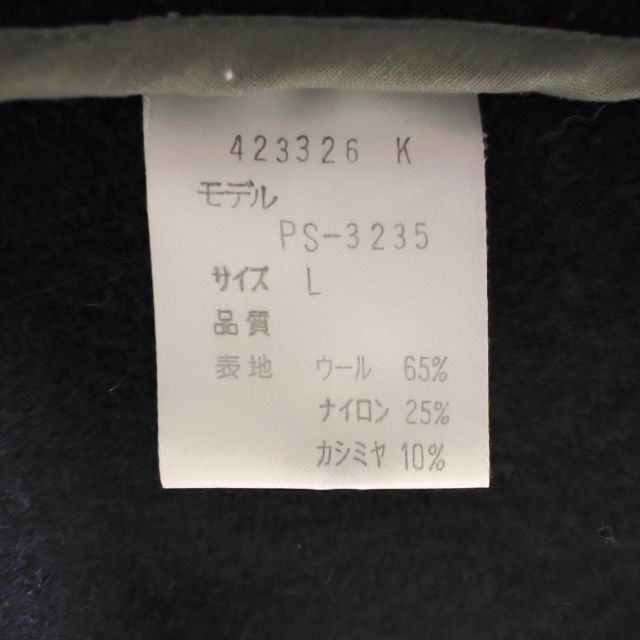 423326 K
モデル
PS-3235
サイズ L
品質
表地 ウール 65%
ナイロン 25%
カシミヤ 10%